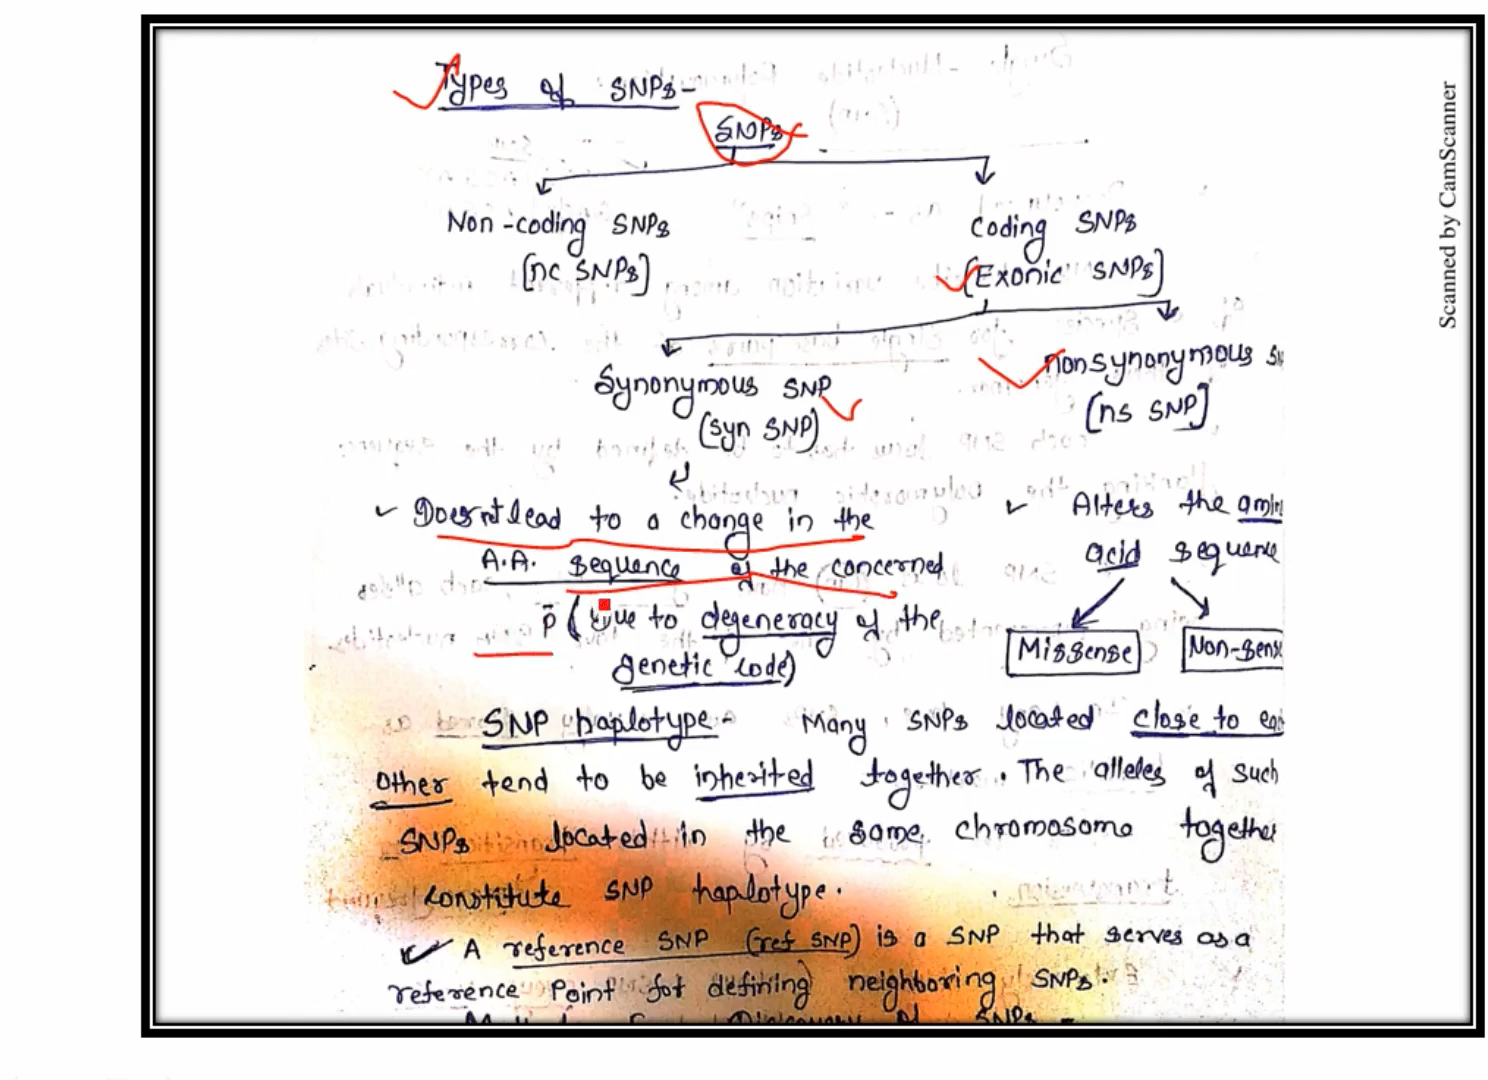 Types of SNPs-
SNPs
Non-coding SNPs
[nc SNPs]
Coding SNPs
[Exonic SNPs]
Synonymous SNP
(syn SNP)
nonsynonymous
[ns SNP]
Doesn't lead to a change in the
A.A. sequence of the concerned
p̄ (due to degeneracy of the
genetic code)
Alters the
acid sequence
Missense
Non-sens
SNP haplotype- Many SNPs located close to
other tend to be inherited together. The alleles of such
SNPs located in the same chromosome together
constitute SNP haplotype.
A reference SNP (ref SNP) is a SNP that serves as a
reference Point for defining neighboring SNPs.
Discovery of SNPs -
Scanned by CamScanner